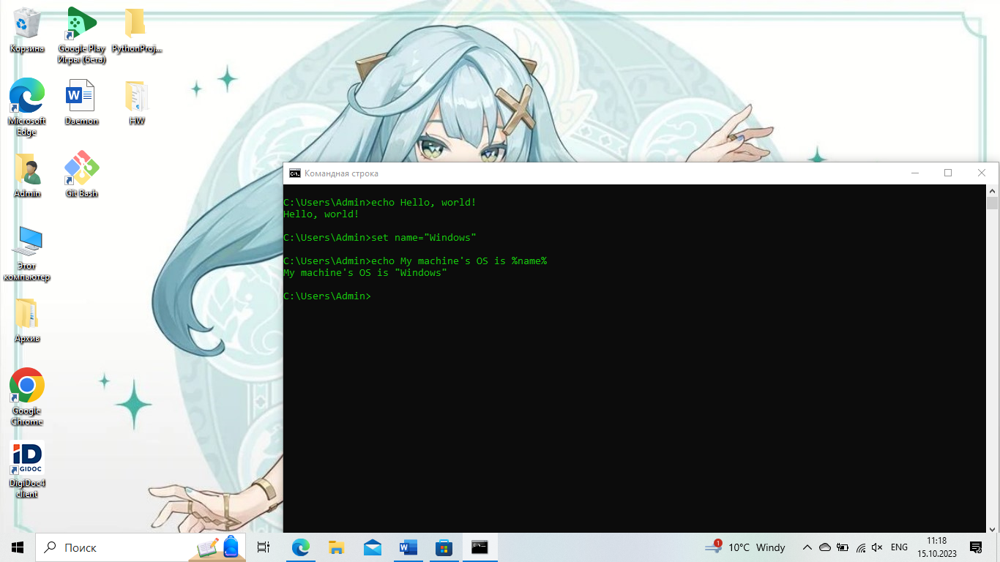 Корзина
Google Play
Игры (бета)
PythonProj...
Microsoft
Edge
Daemon
HW
Admin
Git Bash
Этот
компьютер
Архив
Google
Chrome
iD
GIDOC
DigiDoc4
client
Командная строка
C:\Users\Admin>echo Hello, world!
Hello, world!
C:\Users\Admin>set name="Windows"
C:\Users\Admin>echo My machine's OS is %name%
My machine's OS is "Windows"
C:\Users\Admin>
Поиск
1
10°C Windy
ENG
11:18
15.10.2023